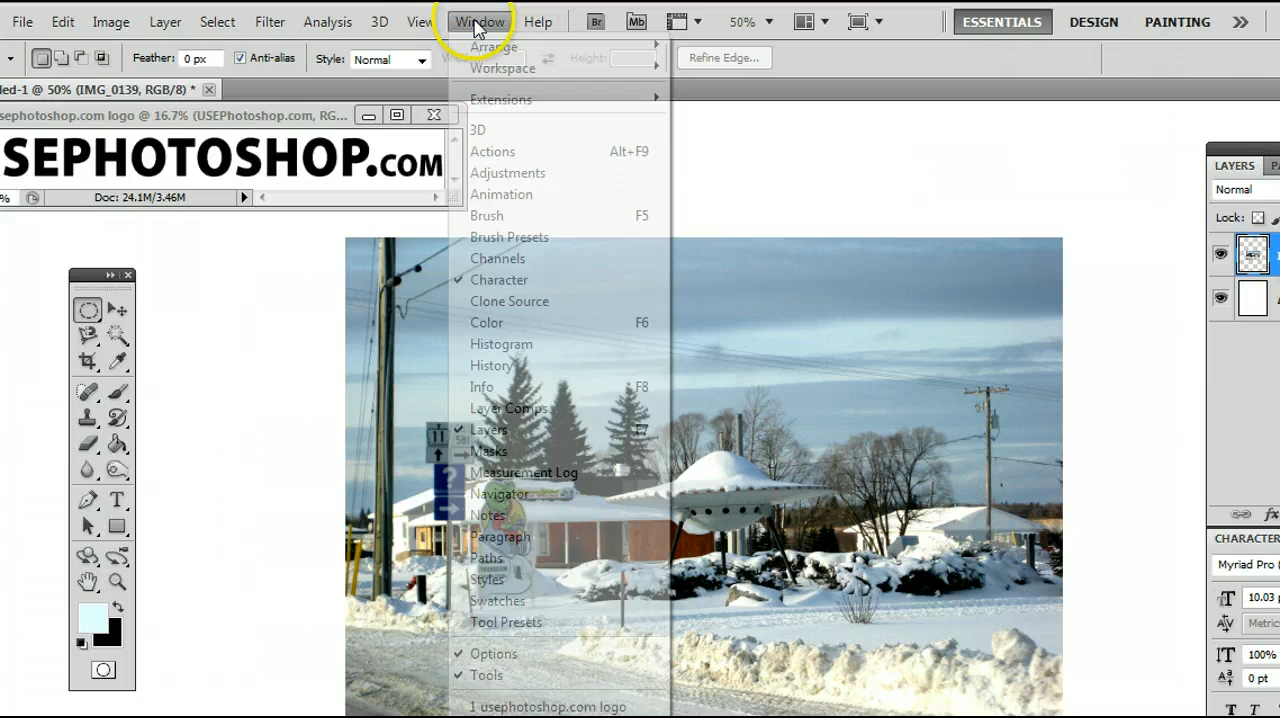 File Edit Image Layer Select Filter Analysis 3D View Window Help Br Mb 50% ESSENTIALS DESIGN PAINTING
Feather: 0 px Anti-alias Style: Normal Height: Refine Edge...
led-1 @ 50% (IMG_0139, RGB/8) *
sephotoshop.com logo @ 16.7% (USEPhotoshop.com, RG...
SEPHOTOSHOP.COM
% Doc: 24.1M/3.46M
Arrange
Workspace
Extensions
3D
Actions Alt+F9
Adjustments
Animation
Brush F5
Brush Presets
Channels
Character
Clone Source
Color F6
Histogram
History
Info F8
Layer Comps
Layers F7
Masks
Measurement Log
Navigator
Notes
Paragraph
Paths
Styles
Swatches
Tool Presets
Options
Tools
1 usephotoshop.com logo
11
581
?
LAYERS
Normal
Lock:
fx
CHARACTER
Myriad Pro
10.03 p
Metric
100%
0 pt
T T